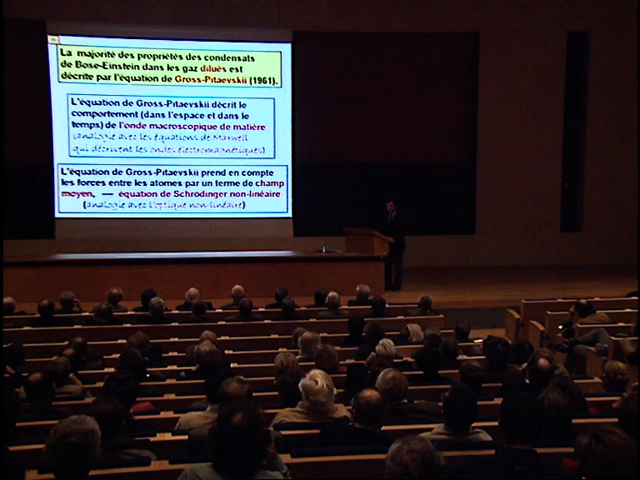 La majorité des propriétés des condensats
de Bose-Einstein dans les gaz dilués est
décrite par l'équation de Gross-Pitaevskii (1961).
L'équation de Gross-Pitaevskii décrit le
comportement (dans l'espace et dans le
temps) de l'onde macroscopique de matière
(analogie avec les équations de Maxwell
qui décrivent les ondes électromagnétiques)
L'équation de Gross-Pitaevskii prend en compte
les forces entre les atomes par un terme de champ
moyen, — équation de Schrödinger non-linéaire
(analogie avec l'optique non-linéaire)